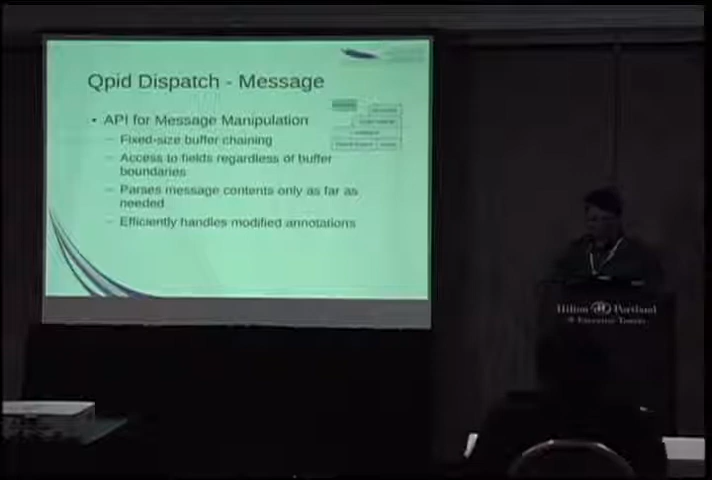 Qpid Dispatch - Message
• API for Message Manipulation
– Fixed-size buffer chaining
– Access to fields regardless of buffer
boundaries
– Parses message contents only as far as
needed
– Efficiently handles modified annotations
Hilton Portland
& Executive Tower